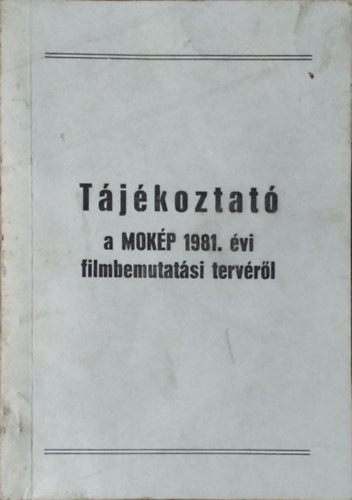 Tájékoztató
a MOKÉP 1981. évi
filmbemutatási tervéről